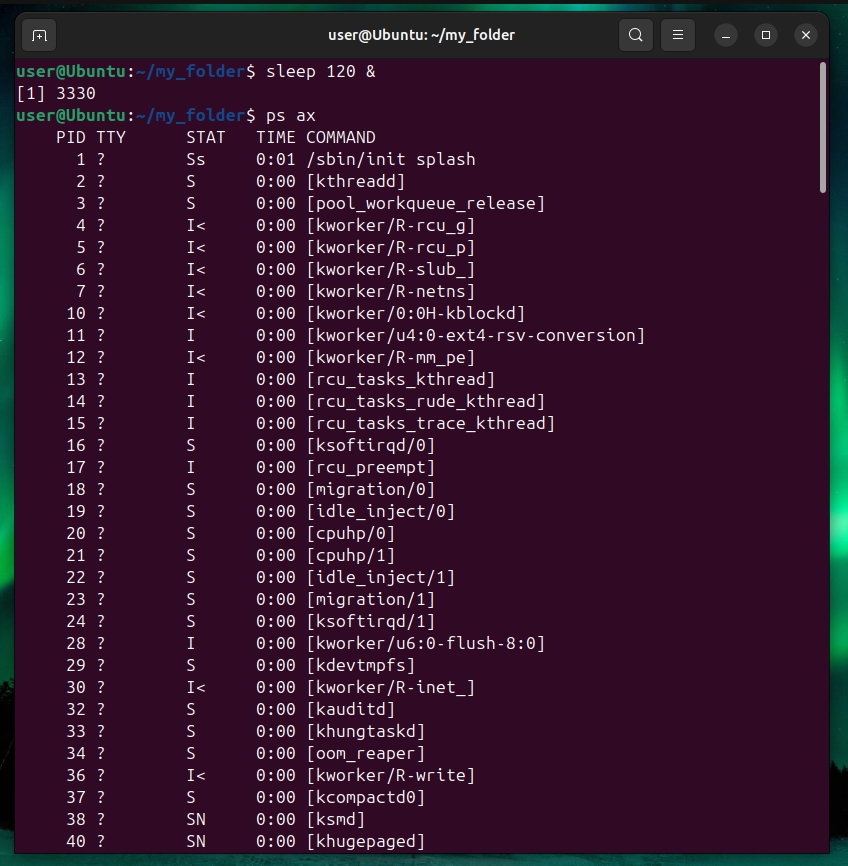 user@Ubuntu: ~/my_folder
user@Ubuntu:~/my_folder$ sleep 120 &
[1] 3330
user@Ubuntu:~/my_folder$ ps ax
    PID TTY      STAT   TIME COMMAND
      1 ?        Ss     0:01 /sbin/init splash
      2 ?        S      0:00 [kthreadd]
      3 ?        S      0:00 [pool_workqueue_release]
      4 ?        I<     0:00 [kworker/R-rcu_g]
      5 ?        I<     0:00 [kworker/R-rcu_p]
      6 ?        I<     0:00 [kworker/R-slub_]
      7 ?        I<     0:00 [kworker/R-netns]
     10 ?        I<     0:00 [kworker/0:0H-kblockd]
     11 ?        I      0:00 [kworker/u4:0-ext4-rsv-conversion]
     12 ?        I<     0:00 [kworker/R-mm_pe]
     13 ?        I      0:00 [rcu_tasks_kthread]
     14 ?        I      0:00 [rcu_tasks_rude_kthread]
     15 ?        I      0:00 [rcu_tasks_trace_kthread]
     16 ?        S      0:00 [ksoftirqd/0]
     17 ?        I      0:00 [rcu_preempt]
     18 ?        S      0:00 [migration/0]
     19 ?        S      0:00 [idle_inject/0]
     20 ?        S      0:00 [cpuhp/0]
     21 ?        S      0:00 [cpuhp/1]
     22 ?        S      0:00 [idle_inject/1]
     23 ?        S      0:00 [migration/1]
     24 ?        S      0:00 [ksoftirqd/1]
     28 ?        I      0:00 [kworker/u6:0-flush-8:0]
     29 ?        S      0:00 [kdevtmpfs]
     30 ?        I<     0:00 [kworker/R-inet_]
     32 ?        S      0:00 [kauditd]
     33 ?        S      0:00 [khungtaskd]
     34 ?        S      0:00 [oom_reaper]
     36 ?        I<     0:00 [kworker/R-write]
     37 ?        S      0:00 [kcompactd0]
     38 ?        SN     0:00 [ksmd]
     40 ?        SN     0:00 [khugepaged]